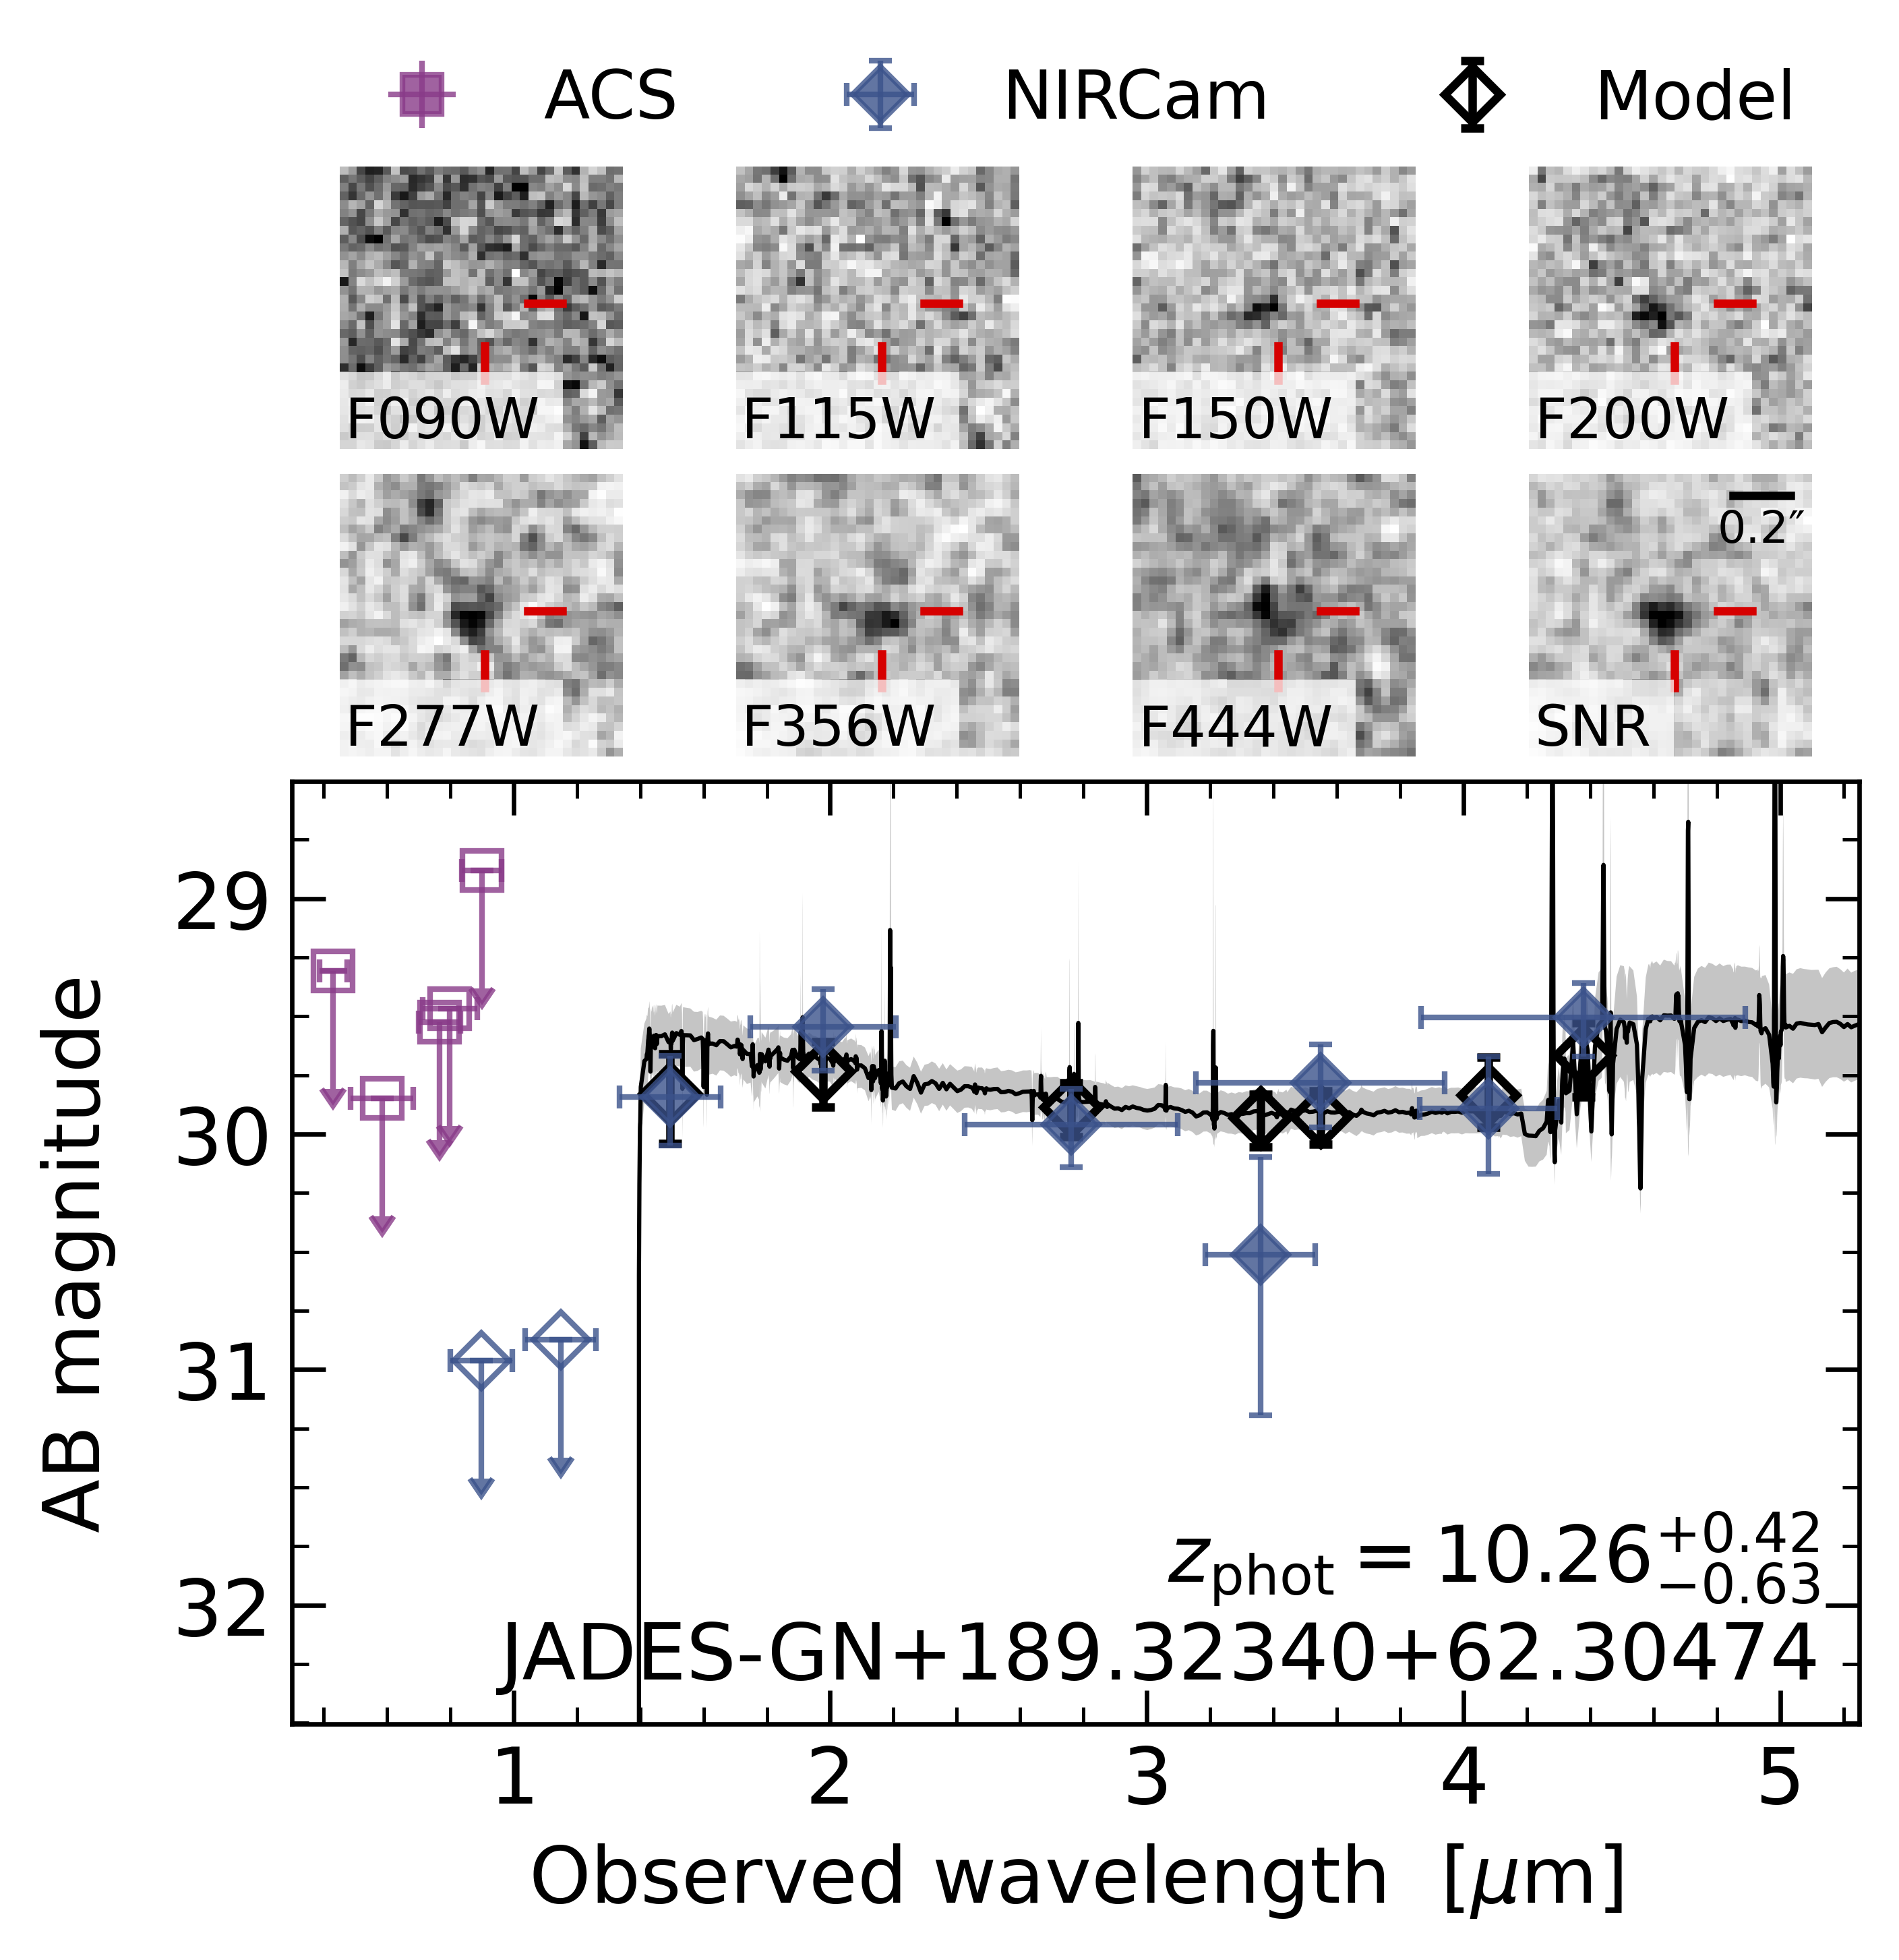 ACS NIRCam Model
F090W F115W F150W F200W
0.2″
F277W F356W F444W SNR
AB magnitude
29
30
31
32
z_phot = 10.26 +0.42 −0.63
JADES-GN+189.32340+62.30474
1 2 3 4 5
Observed wavelength [μm]